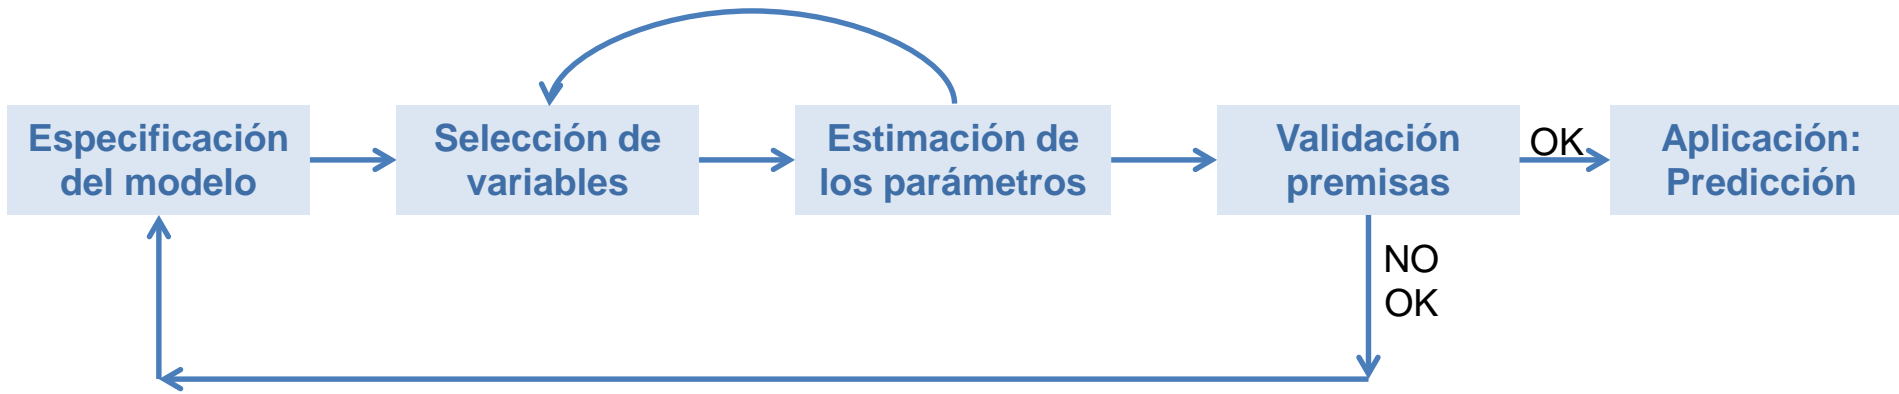 Especificación
del modelo
Selección de
variables
Estimación de
los parámetros
Validación
premisas
OK
Aplicación:
Predicción
NO
OK